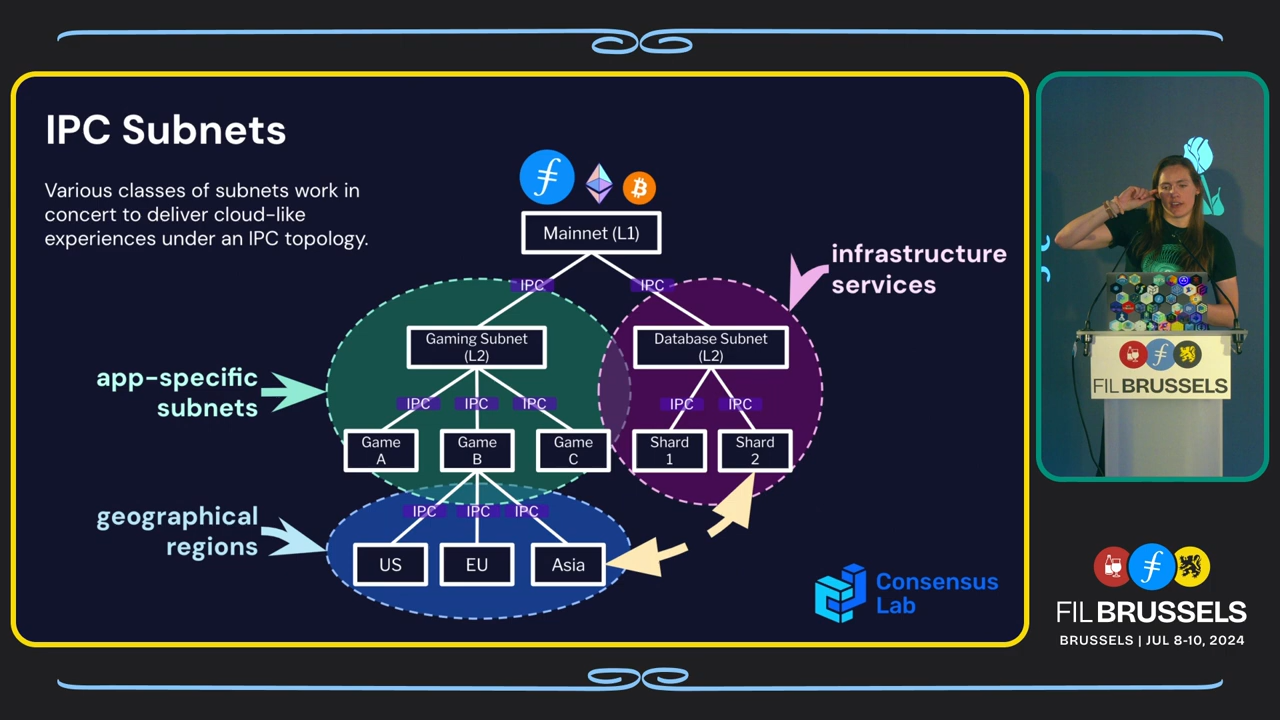 IPC Subnets
Various classes of subnets work in
concert to deliver cloud-like
experiences under an IPC topology.
Mainnet (L1)
infrastructure
services
IPC
IPC
Gaming Subnet
(L2)
Database Subnet
(L2)
app-specific
subnets
IPC
IPC
IPC
IPC
IPC
Game
A
Game
B
Game
C
Shard
1
Shard
2
geographical
regions
IPC
IPC
IPC
US
EU
Asia
Consensus
Lab
FIL BRUSSELS
FIL BRUSSELS
BRUSSELS | JUL 8-10, 2024